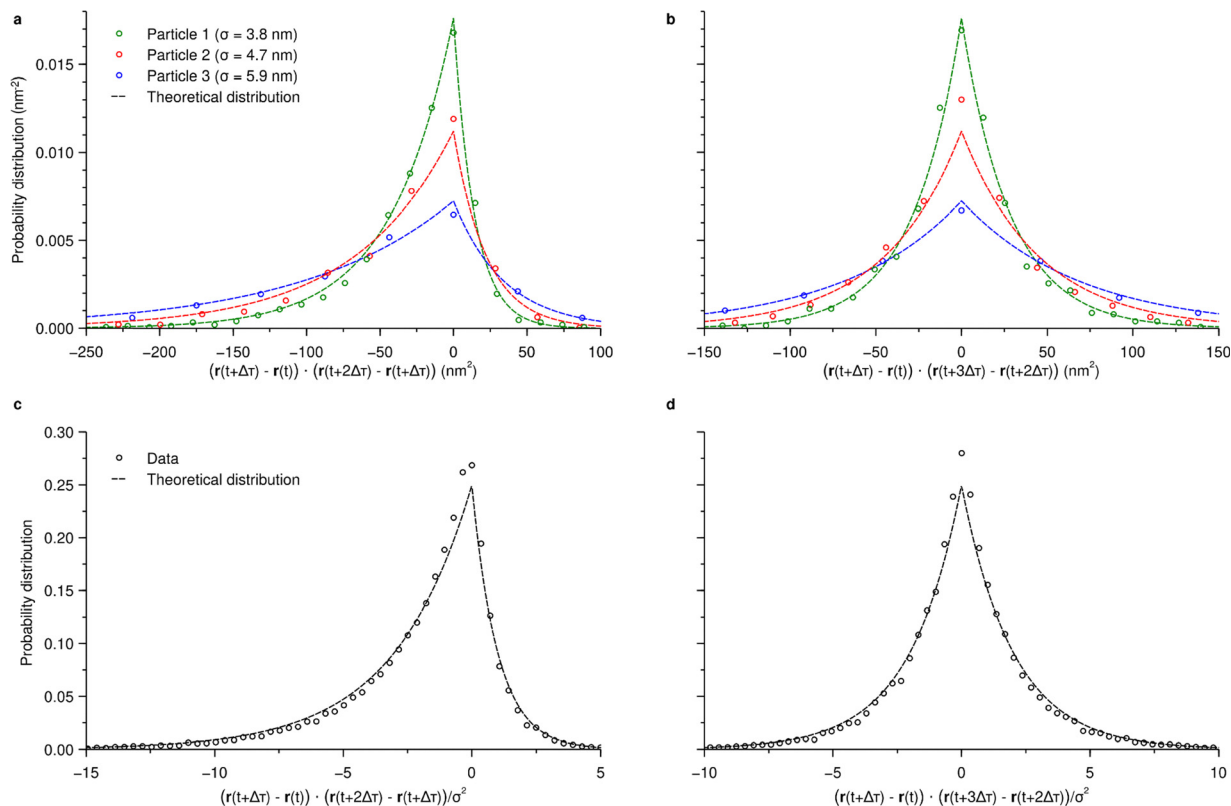 a
Particle 1 (σ = 3.8 nm)
Particle 2 (σ = 4.7 nm)
Particle 3 (σ = 5.9 nm)
Theoretical distribution
Probability distribution (nm⁻²)
0.015
0.010
0.005
0.000
−250 −200 −150 −100 −50 0 50 100
(r(t+Δτ) - r(t)) · (r(t+2Δτ) - r(t+Δτ)) (nm²)
b
−150 −100 −50 0 50 100 150
(r(t+Δτ) - r(t)) · (r(t+3Δτ) - r(t+2Δτ)) (nm²)
c
Data
Theoretical distribution
Probability distribution
0.30
0.25
0.20
0.15
0.10
0.05
0.00
−15 −10 −5 0 5
(r(t+Δτ) - r(t)) · (r(t+2Δτ) - r(t+Δτ))/σ²
d
−10 −5 0 5 10
(r(t+Δτ) - r(t)) · (r(t+3Δτ) - r(t+2Δτ))/σ²